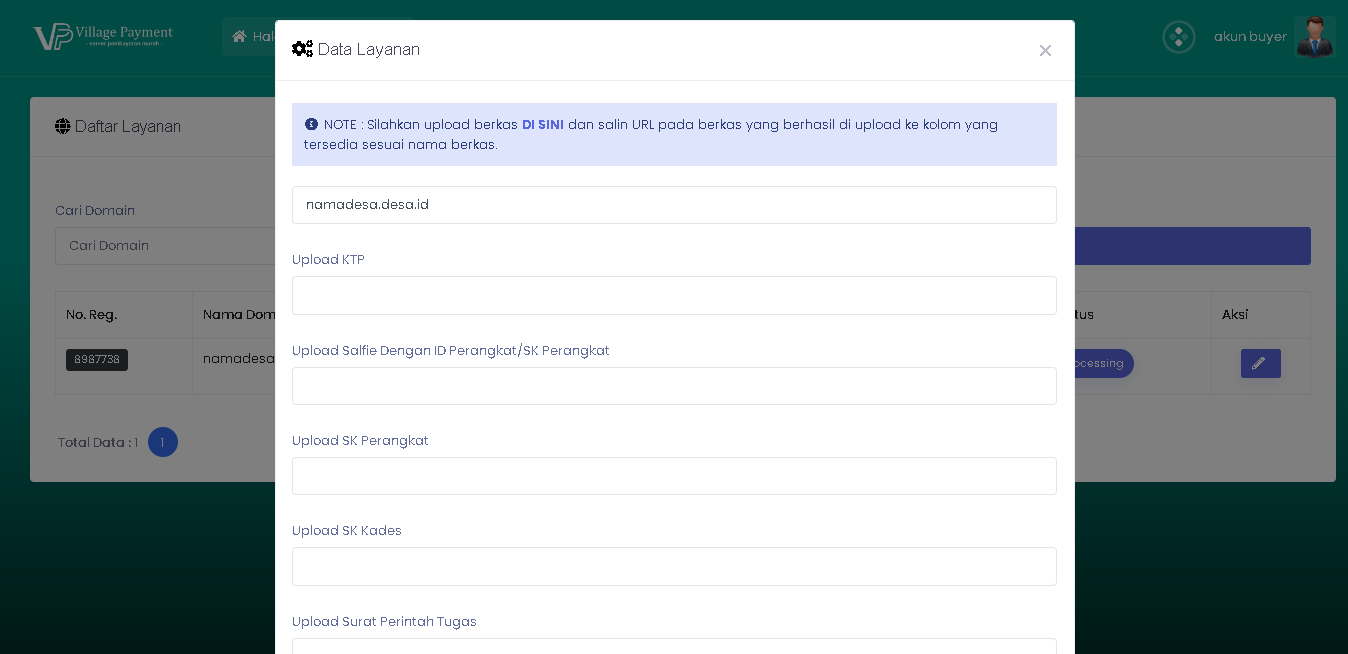 Village Payment
- server pembayaran murah -
Hal
akun buyer
Data Layanan
×
Daftar Layanan
NOTE : Silahkan upload berkas DI SINI dan salin URL pada berkas yang berhasil di upload ke kolom yang
tersedia sesuai nama berkas.
namadesa.desa.id
Cari Domain
Cari Domain
Upload KTP
No. Reg.
Nama Dom
tus
Aksi
8987738
namadesa
ocessing
Upload Salfie Dengan ID Perangkat/SK Perangkat
Total Data : 1
1
Upload SK Perangkat
Upload SK Kades
Upload Surat Perintah Tugas